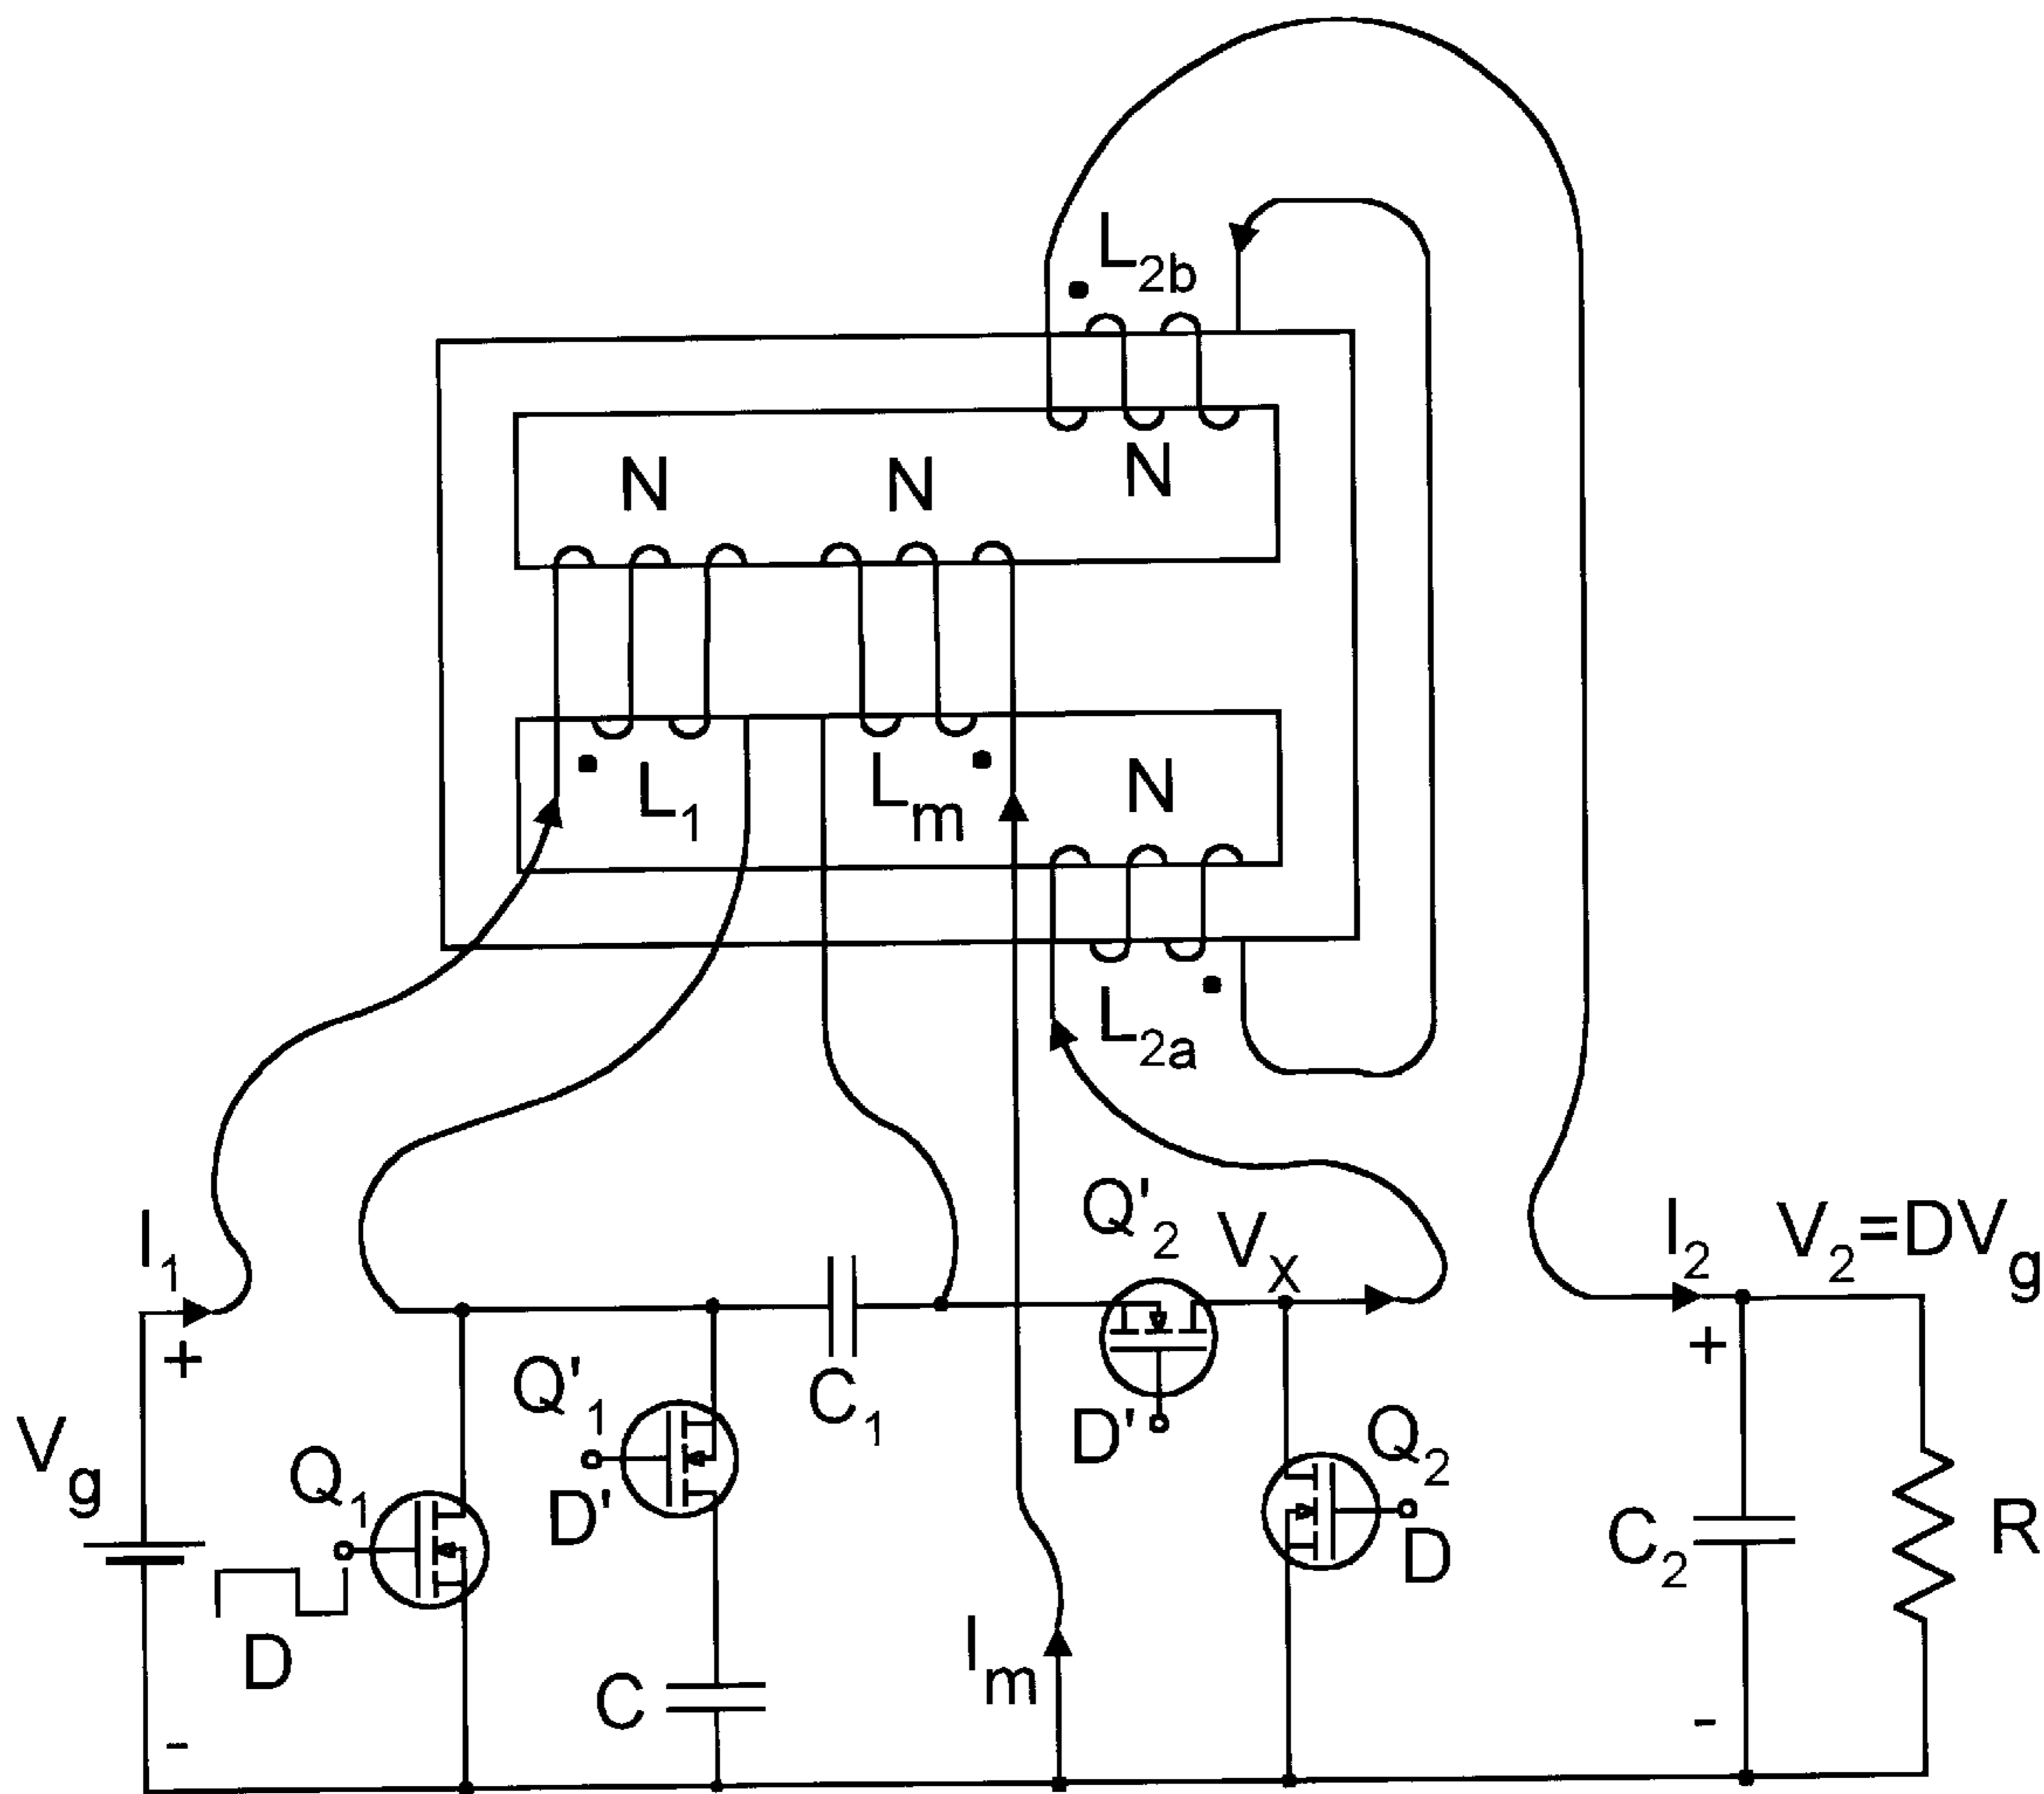 L2b
N N N
L1 Lm N
L2a
I1 Q'2 Vx I2 V2=DVg
+ +
Q'1 C1 D' Q2
Vg Q1 D' D C2 R
D C Im
- -